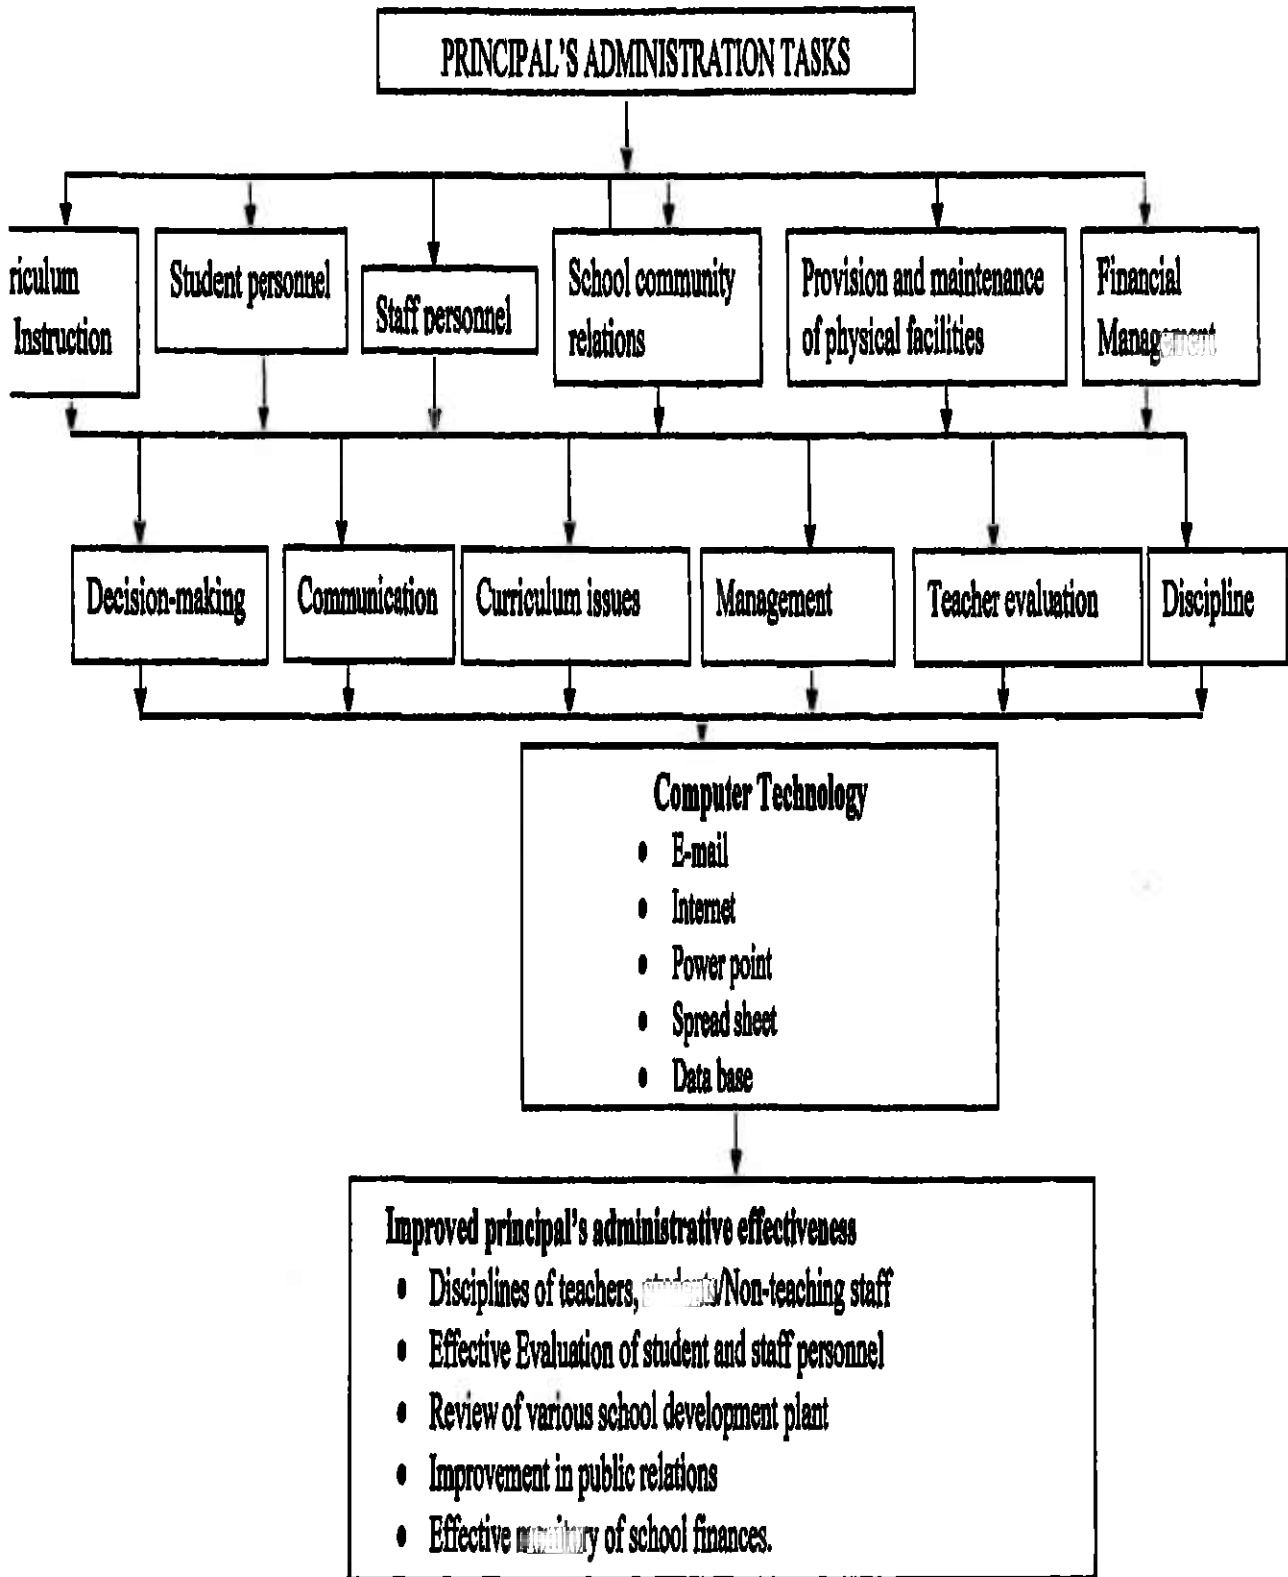 PRINCIPAL'S ADMINISTRATION TASKS
riculum
Instruction
Student personnel
Staff personnel
School community
relations
Provision and maintenance
of physical facilities
Financial
Management
Decision-making
Communication
Curriculum issues
Management
Teacher evaluation
Discipline
Computer Technology
• E-mail
• Internet
• Power point
• Spread sheet
• Data base
Improved principal's administrative effectiveness
• Disciplines of teachers, students/Non-teaching staff
• Effective Evaluation of student and staff personnel
• Review of various school development plant
• Improvement in public relations
• Effective monitory of school finances.